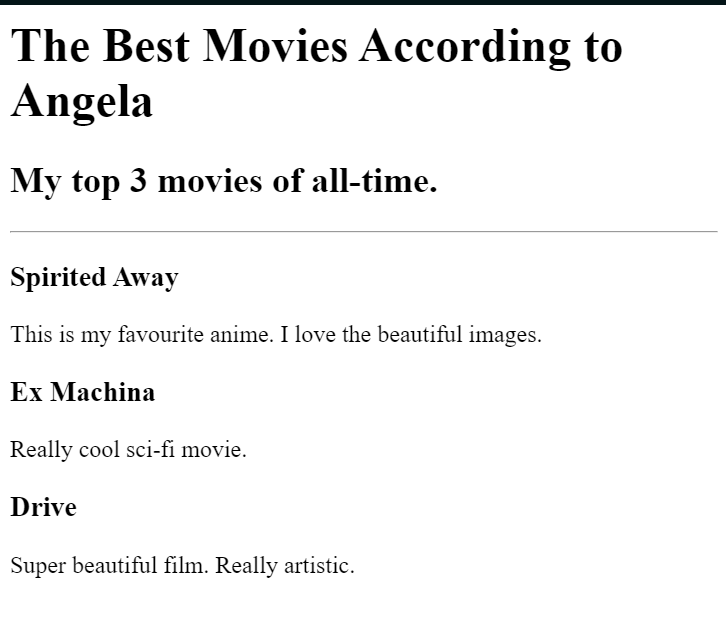 The Best Movies According to
Angela
My top 3 movies of all-time.
Spirited Away
This is my favourite anime. I love the beautiful images.
Ex Machina
Really cool sci-fi movie.
Drive
Super beautiful film. Really artistic.